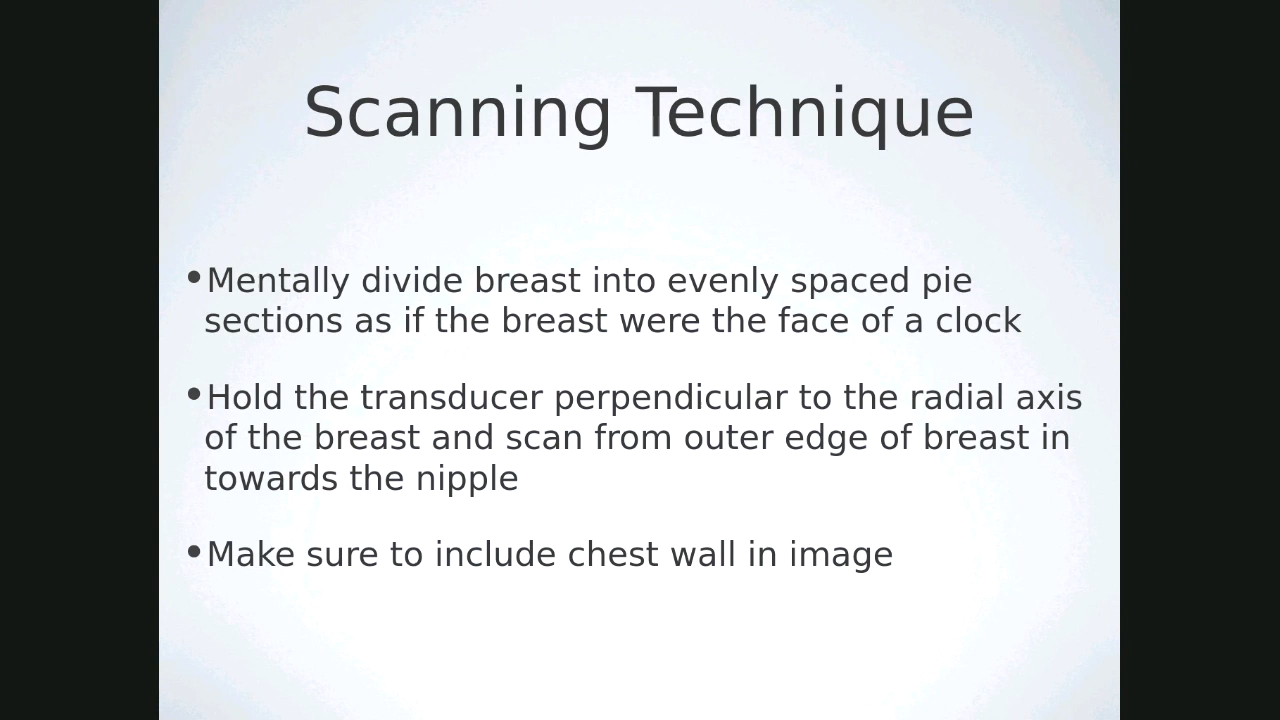 Scanning Technique
•Mentally divide breast into evenly spaced pie
sections as if the breast were the face of a clock
•Hold the transducer perpendicular to the radial axis
of the breast and scan from outer edge of breast in
towards the nipple
•Make sure to include chest wall in image